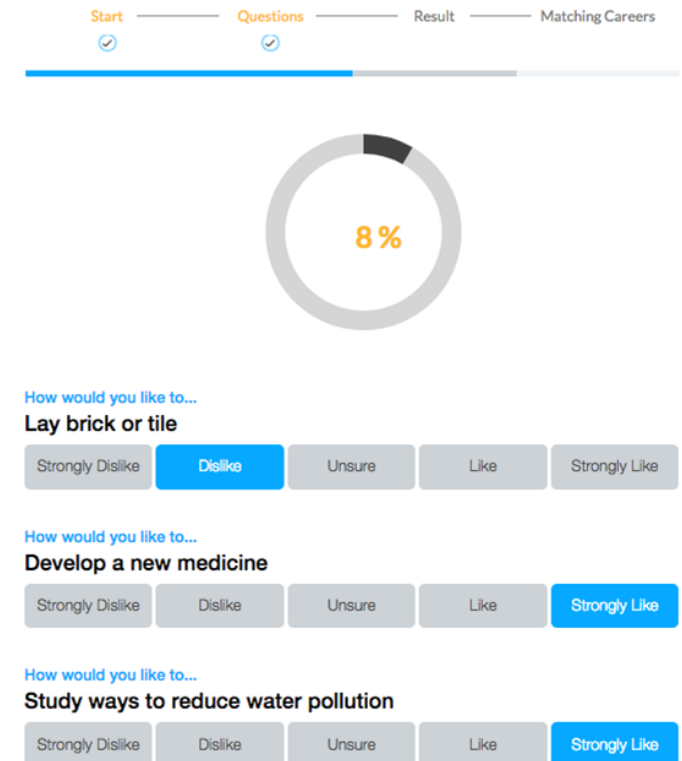 Start Questions Result Matching Careers
8 %
How would you like to...
Lay brick or tile
Strongly Dislike Dislike Unsure Like Strongly Like
How would you like to...
Develop a new medicine
Strongly Dislike Dislike Unsure Like Strongly Like
How would you like to...
Study ways to reduce water pollution
Strongly Dislike Dislike Unsure Like Strongly Like